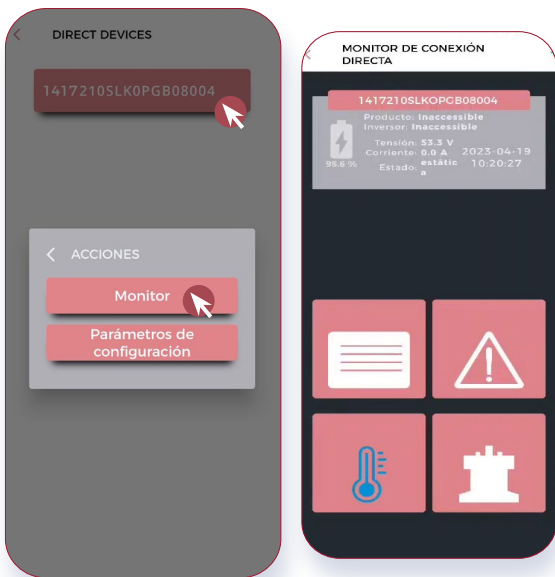 DIRECT DEVICES
1417210SLK0PGB08004
ACCIONES
Monitor
Parámetros de
configuración
MONITOR DE CONEXIÓN
DIRECTA
1417210SLKOPGB08004
Producto: Inaccessible
Inversor: Inaccessible
Tensión: 53.3 V
Corriente: 0.0 A
Estado: estátic
a
98.6 %
2023-04-19
10:20:27